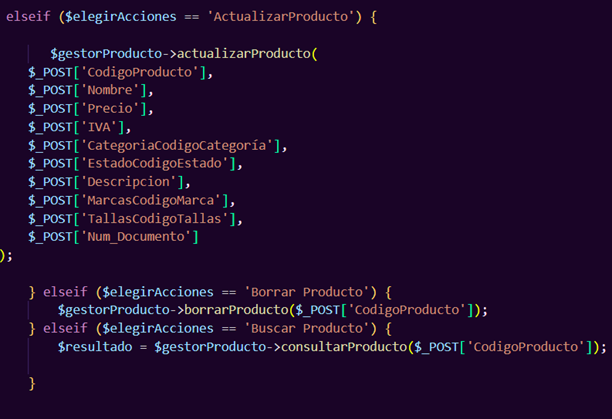 elseif ($elegirAcciones == 'ActualizarProducto') {
$gestorProducto->actualizarProducto(
$_POST['CodigoProducto'],
$_POST['Nombre'],
$_POST['Precio'],
$_POST['IVA'],
$_POST['CategoriaCodigoCategoría'],
$_POST['EstadoCodigoEstado'],
$_POST['Descripcion'],
$_POST['MarcasCodigoMarca'],
$_POST['TallasCodigoTallas'],
$_POST['Num_Documento']
);
} elseif ($elegirAcciones == 'Borrar Producto') {
$gestorProducto->borrarProducto($_POST['CodigoProducto']);
} elseif ($elegirAcciones == 'Buscar Producto') {
$resultado = $gestorProducto->consultarProducto($_POST['CodigoProducto']);
}